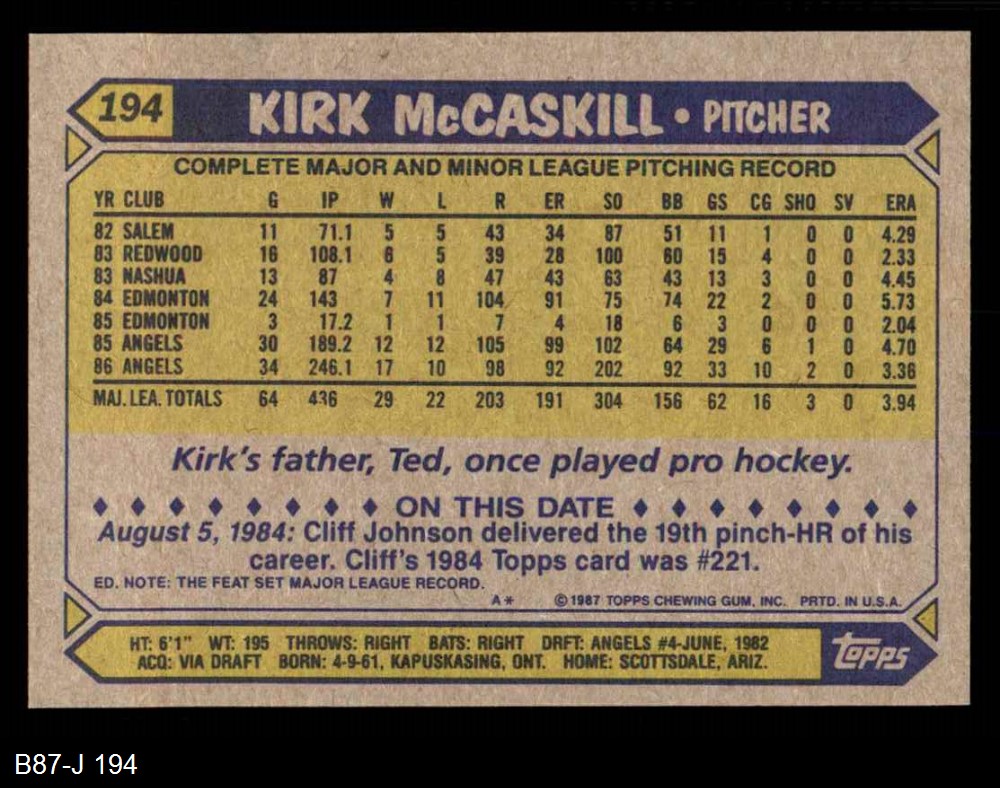 194 KIRK McCASKILL • PITCHER
COMPLETE MAJOR AND MINOR LEAGUE PITCHING RECORD
YR CLUB G IP W L R ER SO BB GS CG SHO SV ERA
82 SALEM 11 71.1 5 5 43 34 87 51 11 1 0 0 4.29
83 REDWOOD 16 108.1 6 5 39 28 100 60 15 4 0 0 2.33
83 NASHUA 13 87 4 8 47 43 63 43 13 3 0 0 4.45
84 EDMONTON 24 143 7 11 104 91 75 74 22 2 0 0 5.73
85 EDMONTON 3 17.2 1 1 7 4 18 6 3 0 0 0 2.04
85 ANGELS 30 189.2 12 12 105 99 102 64 29 6 1 0 4.70
86 ANGELS 34 246.1 17 10 98 92 202 92 33 10 2 0 3.36
MAJ. LEA. TOTALS 64 436 29 22 203 191 304 156 62 16 3 0 3.94
Kirk's father, Ted, once played pro hockey.
ON THIS DATE
August 5, 1984: Cliff Johnson delivered the 19th pinch-HR of his
career. Cliff's 1984 Topps card was #221.
ED. NOTE: THE FEAT SET MAJOR LEAGUE RECORD.
A* © 1987 TOPPS CHEWING GUM, INC. PRTD. IN U.S.A.
HT: 6'1" WT: 195 THROWS: RIGHT BATS: RIGHT DRFT: ANGELS #4-JUNE, 1982
ACQ: VIA DRAFT BORN: 4-9-61, KAPUSKASING, ONT. HOME: SCOTTSDALE, ARIZ.
Topps
B87-J 194